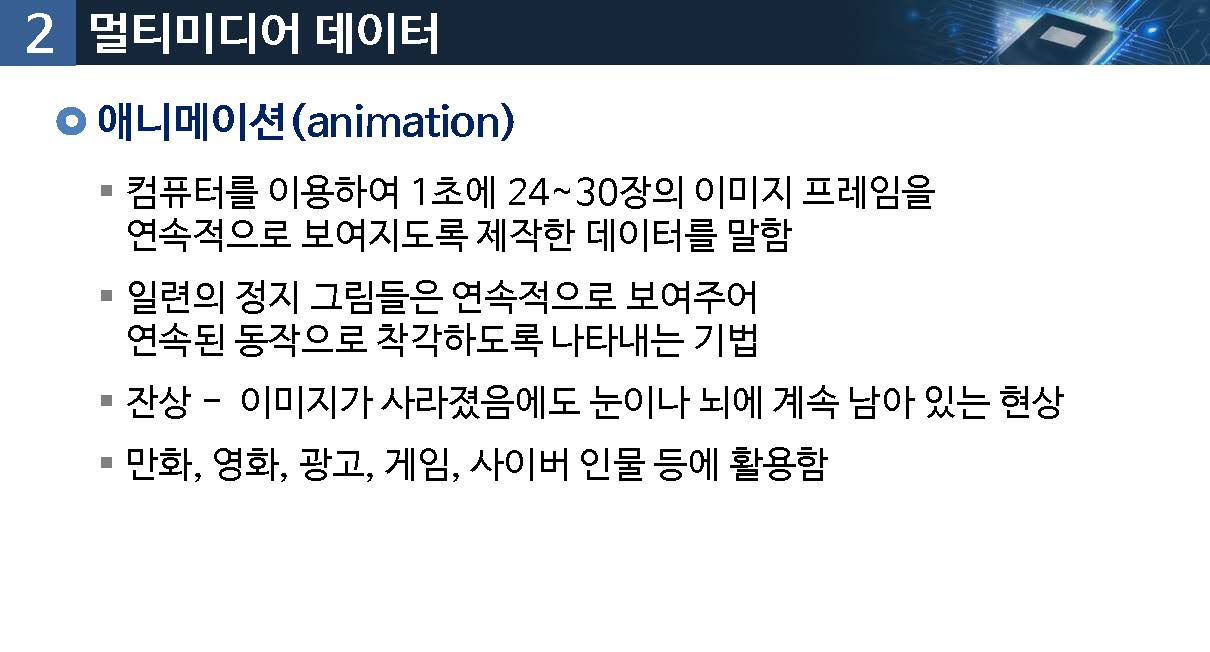 2 멀티미디어 데이터
애니메이션(animation)
컴퓨터를 이용하여 1초에 24~30장의 이미지 프레임을
연속적으로 보여지도록 제작한 데이터를 말함
일련의 정지 그림들은 연속적으로 보여주어
연속된 동작으로 착각하도록 나타내는 기법
잔상 - 이미지가 사라졌음에도 눈이나 뇌에 계속 남아 있는 현상
만화, 영화, 광고, 게임, 사이버 인물 등에 활용함